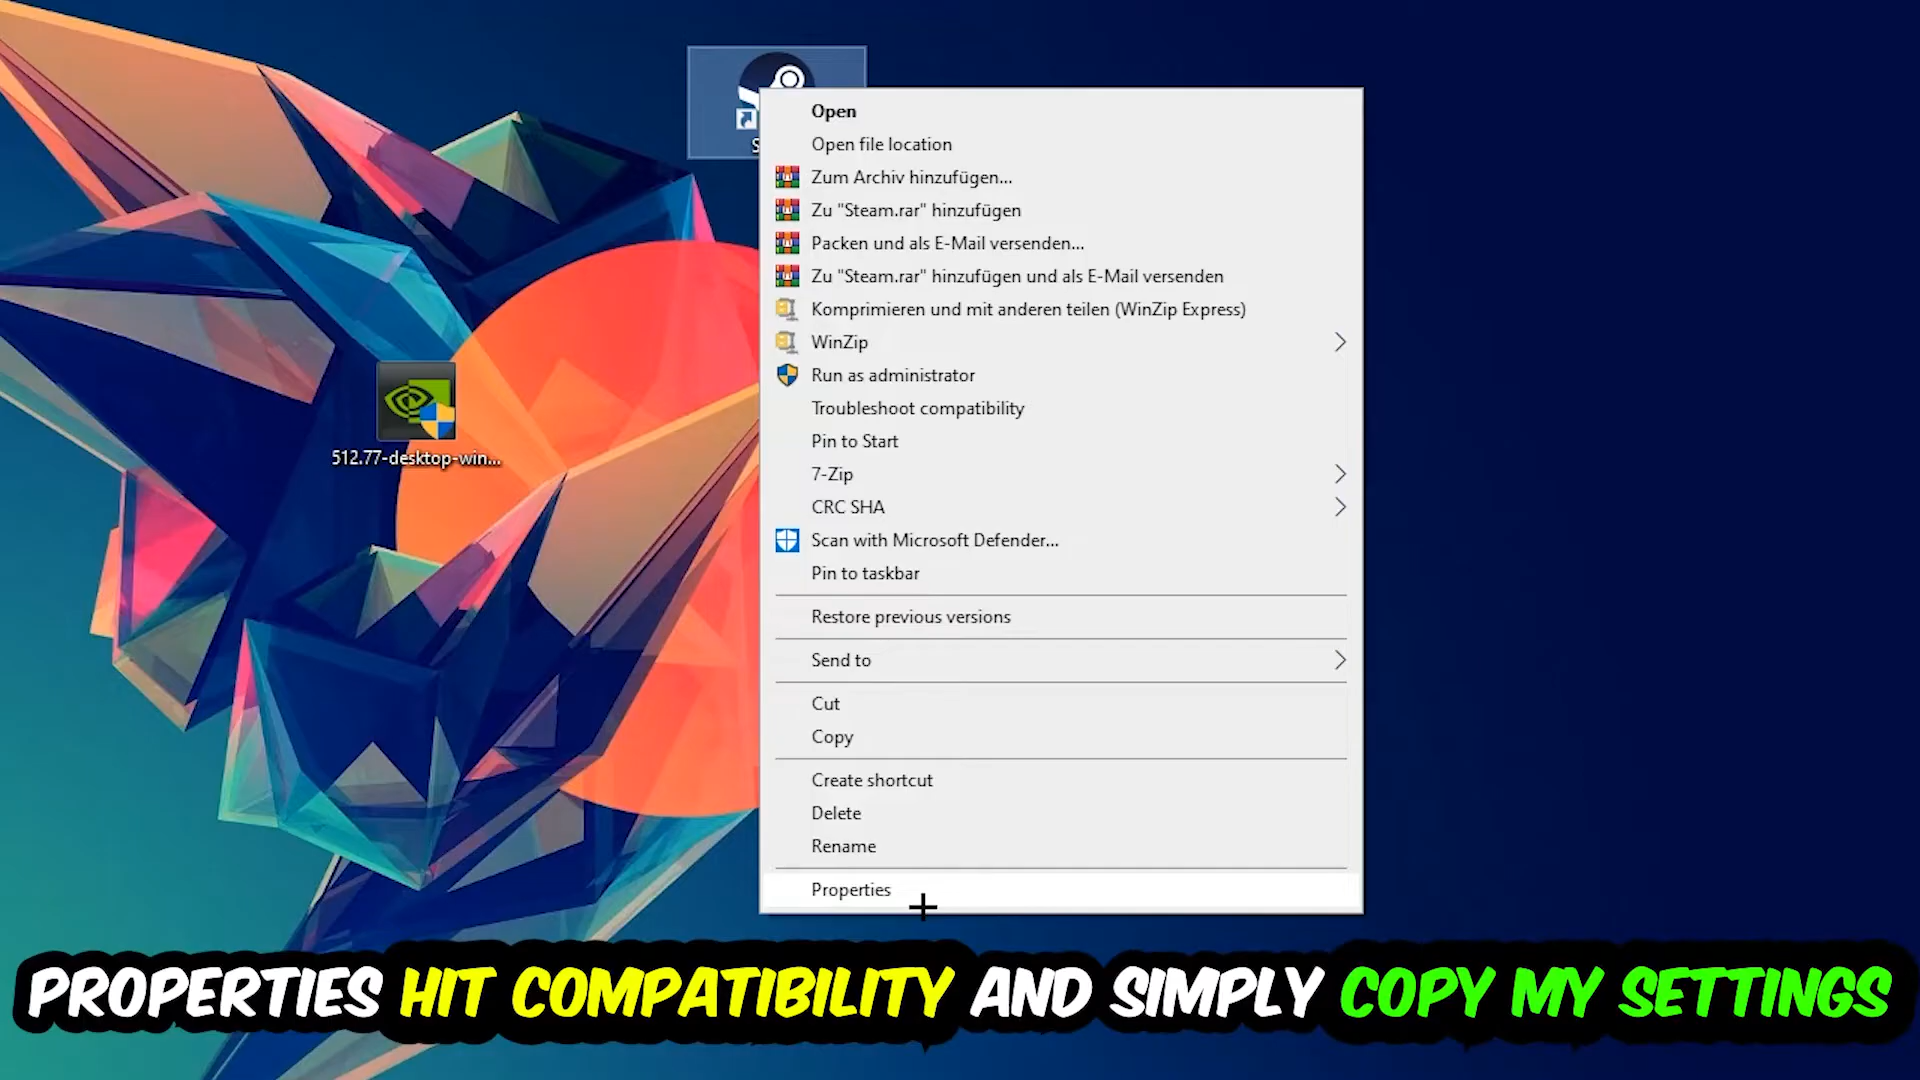 Open
Open file location
Zum Archiv hinzufügen...
Zu "Steam.rar" hinzufügen
Packen und als E-Mail versenden...
Zu "Steam.rar" hinzufügen und als E-Mail versenden
Komprimieren und mit anderen teilen (WinZip Express)
WinZip
Run as administrator
Troubleshoot compatibility
Pin to Start
7-Zip
CRC SHA
Scan with Microsoft Defender...
Pin to taskbar
Restore previous versions
Send to
Cut
Copy
Create shortcut
Delete
Rename
Properties
512.77-desktop-win...
PROPERTIES HIT COMPATIBILITY AND SIMPLY COPY MY SETTINGS